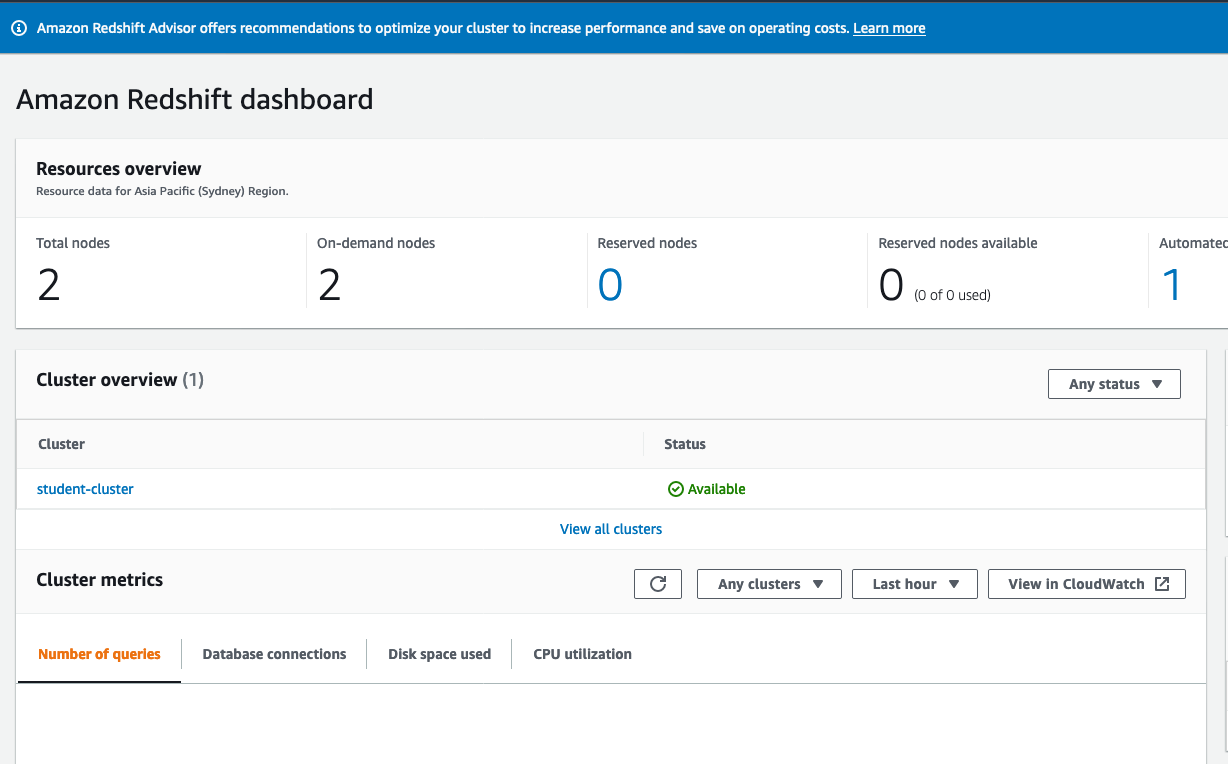 Amazon Redshift Advisor offers recommendations to optimize your cluster to increase performance and save on operating costs. Learn more
Amazon Redshift dashboard
Resources overview
Resource data for Asia Pacific (Sydney) Region.
Total nodes
2
On-demand nodes
2
Reserved nodes
0
Reserved nodes available
0 (0 of 0 used)
Automated
1
Cluster overview (1)
Any status
Cluster
Status
student-cluster
Available
View all clusters
Cluster metrics
Any clusters
Last hour
View in CloudWatch
Number of queries
Database connections
Disk space used
CPU utilization